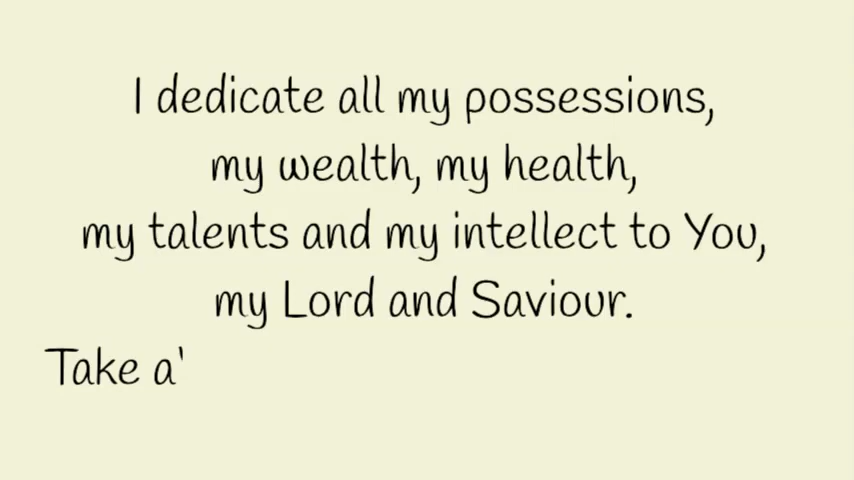 I dedicate all my possessions,
my wealth, my health,
my talents and my intellect to You,
my Lord and Saviour.
Take a'